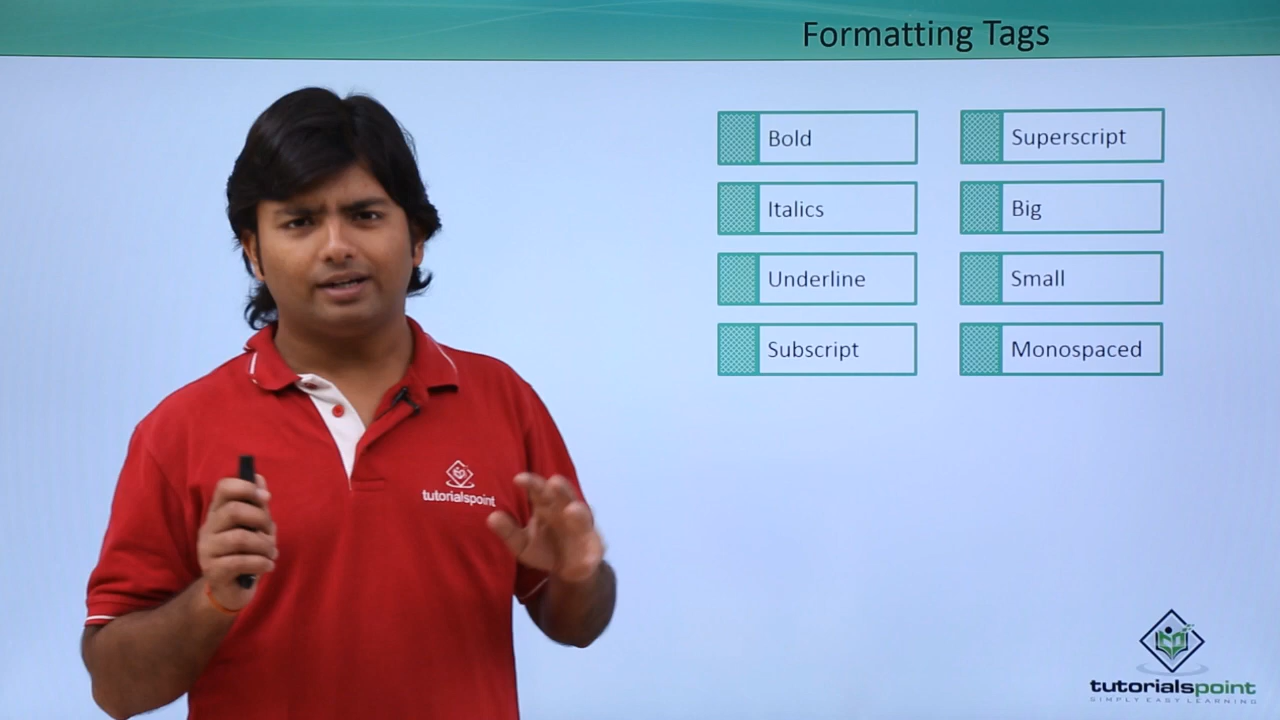 Formatting Tags
Bold
Italics
Underline
Subscript
Superscript
Big
Small
Monospaced
tutorialspoint
tutorialspoint
SIMPLY EASY LEARNING